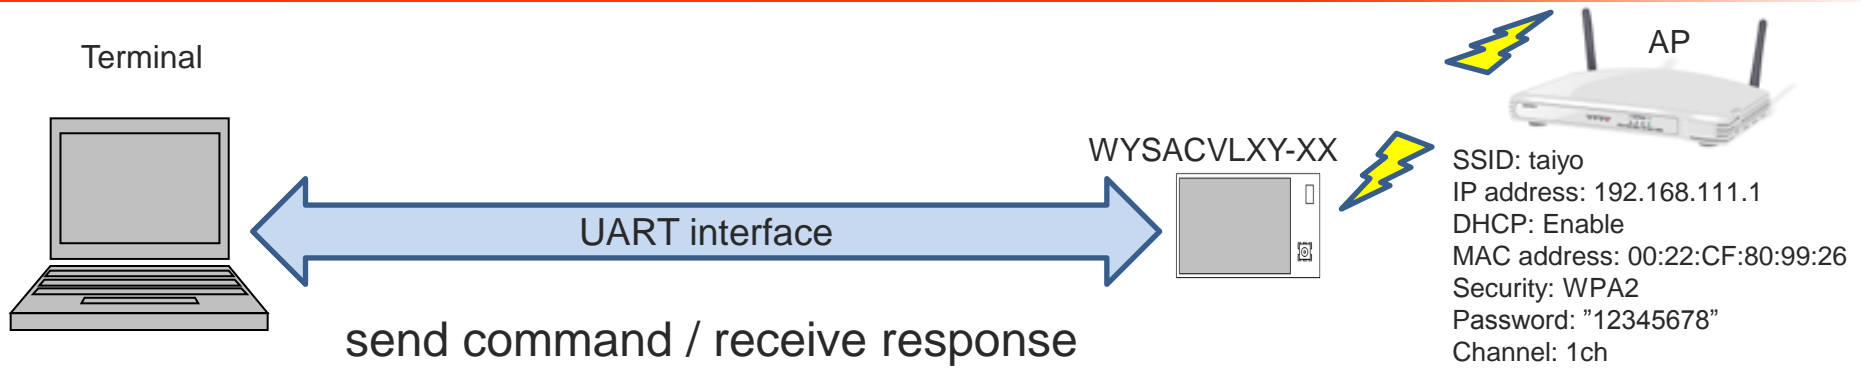 Terminal
AP
WYSACVLXY-XX
UART interface
send command / receive response
SSID: taiyo
IP address: 192.168.111.1
DHCP: Enable
MAC address: 00:22:CF:80:99:26
Security: WPA2
Password: ”12345678”
Channel: 1ch